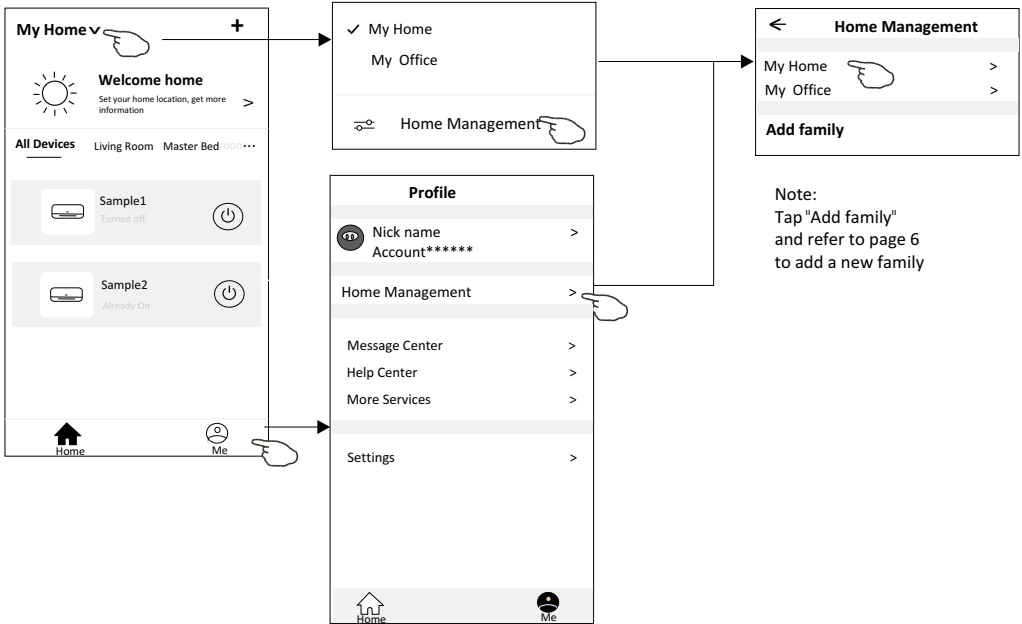 My Home
+
Welcome home
Set your home location, get more
>
information
All Devices
Living Room
Master Bedroom
...
Sample1
Turned off
Sample2
Already On
Home
Me
✓ My Home
My Office
Home Management
Profile
Nick name
>
Account******
Home Management
>
Message Center
>
Help Center
>
More Services
>
Settings
>
Home
Me
Home Management
My Home
>
My Office
>
Add family
Note:
Tap "Add family"
and refer to page 6
to add a new family